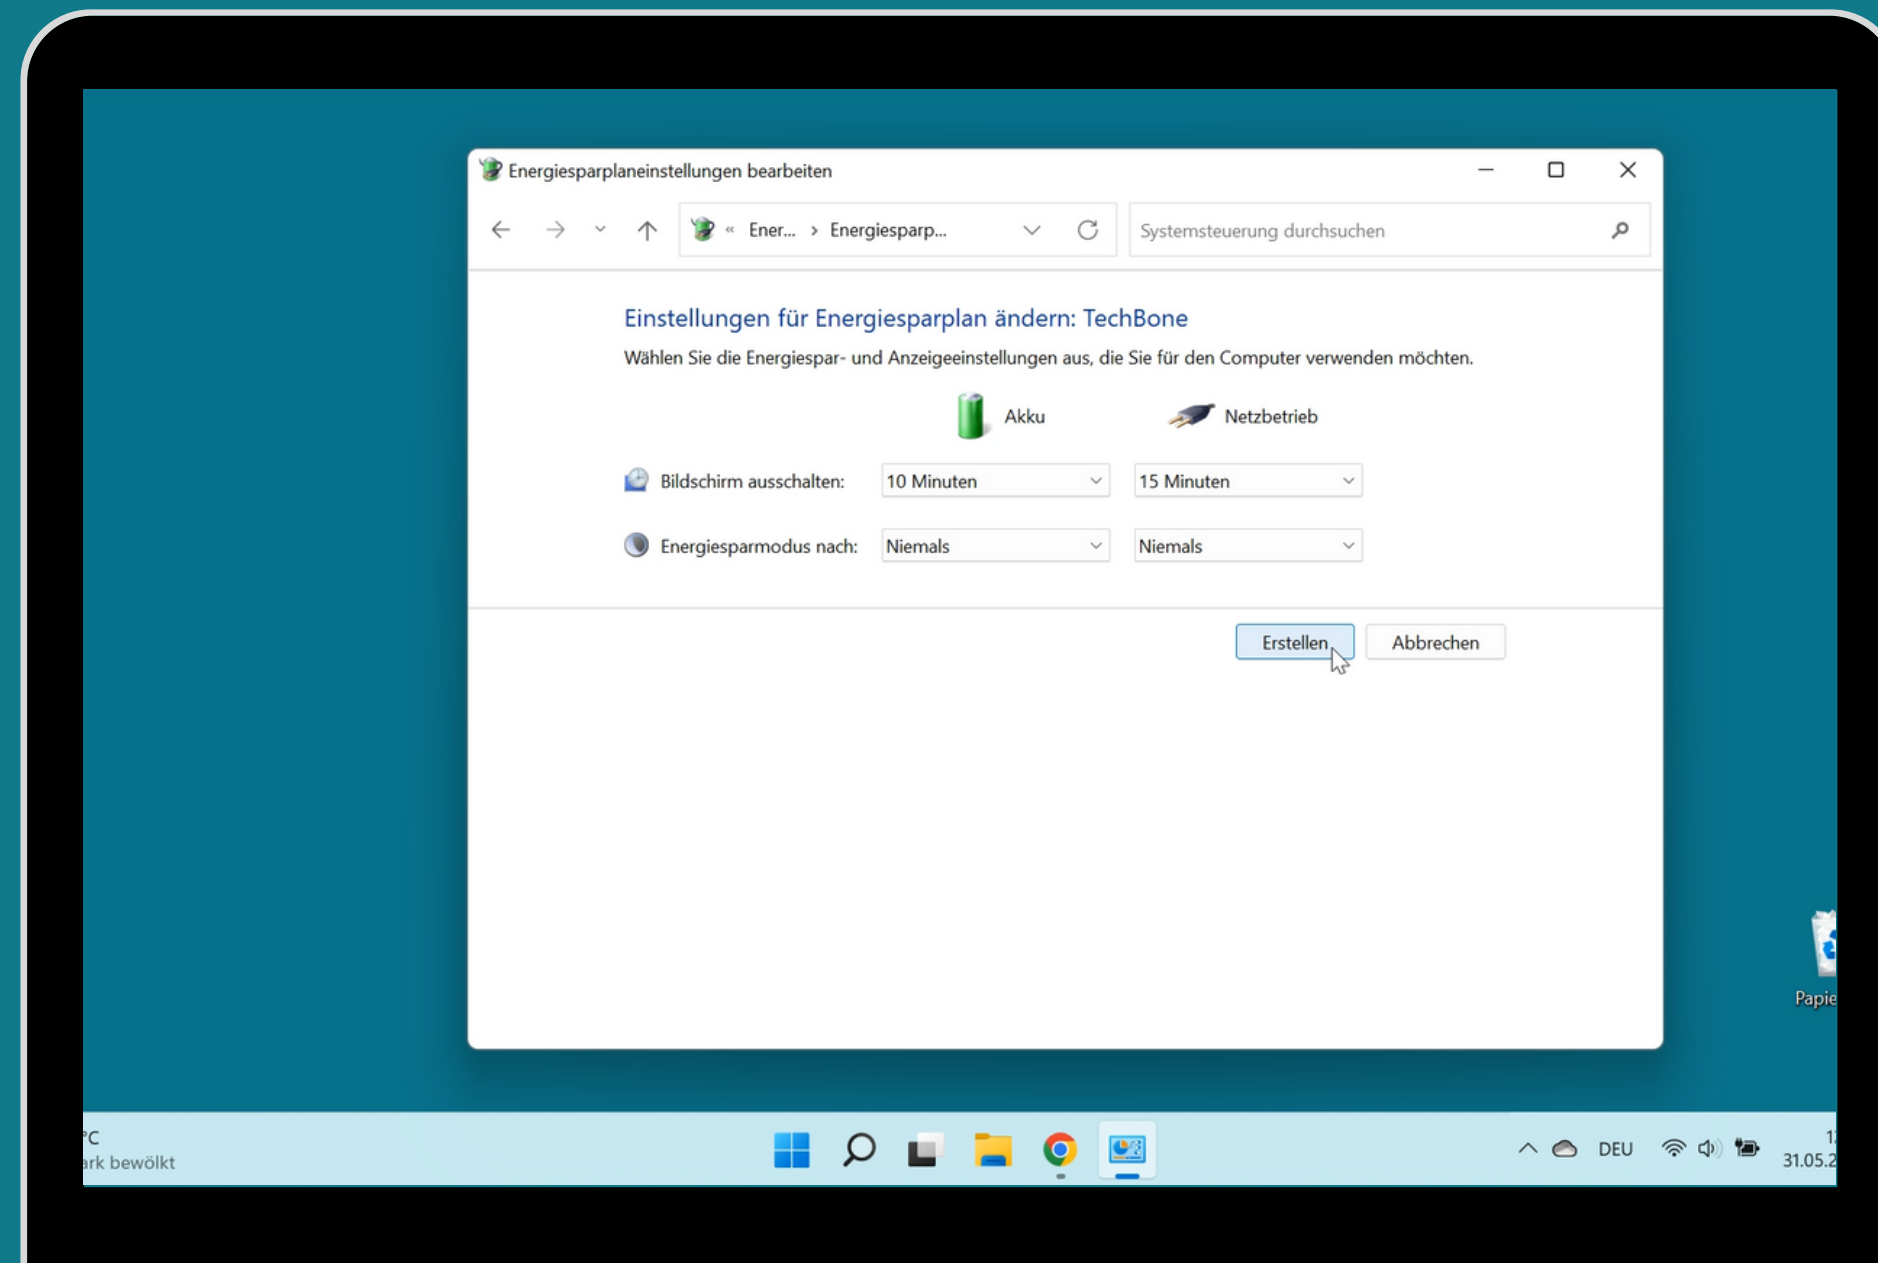 Energiesparplaneinstellungen bearbeiten
« Ener... › Energiesparp...
Systemsteuerung durchsuchen
Einstellungen für Energiesparplan ändern: TechBone
Wählen Sie die Energiespar- und Anzeigeeinstellungen aus, die Sie für den Computer verwenden möchten.
Akku Netzbetrieb
Bildschirm ausschalten: 10 Minuten 15 Minuten
Energiesparmodus nach: Niemals Niemals
Erstellen Abbrechen
Papie
°C
ark bewölkt
DEU
31.05.2